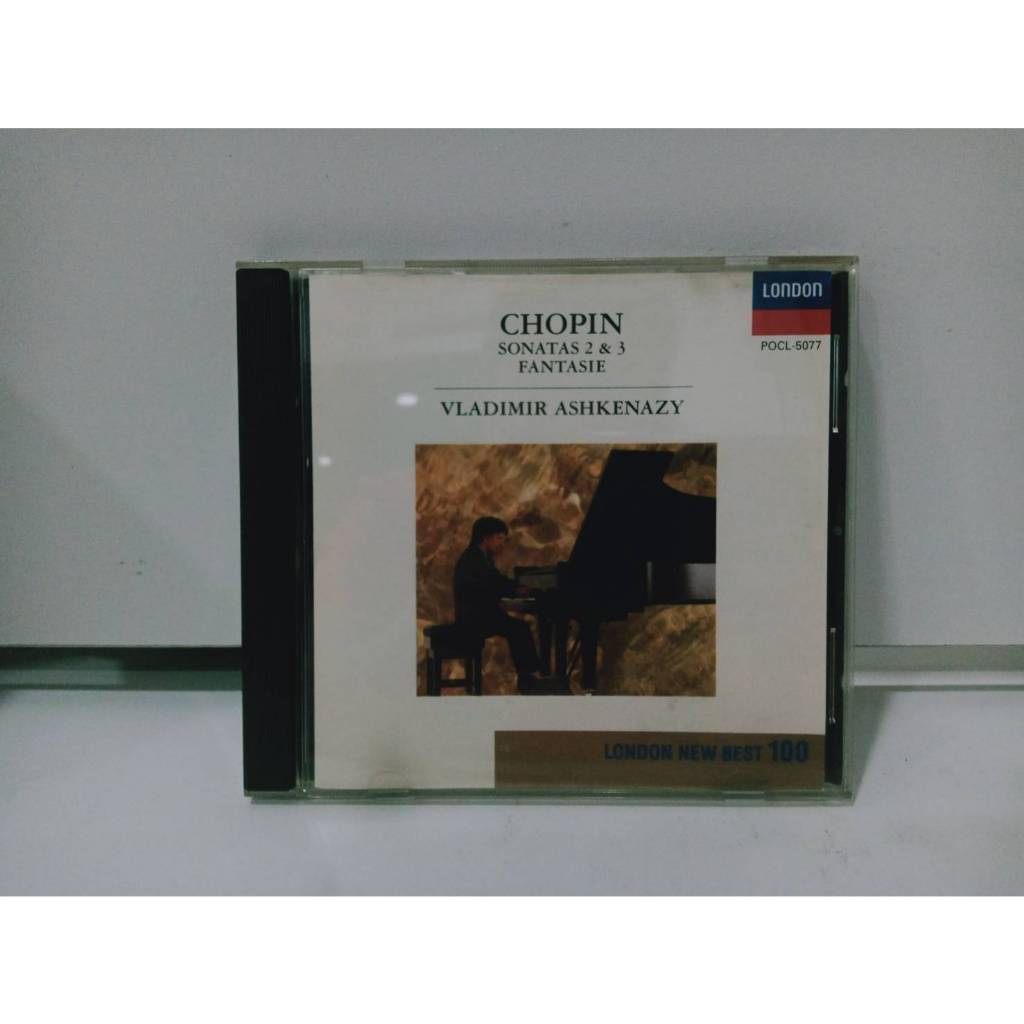 LONDON
POCL-5077
CHOPIN
SONATAS 2 & 3
FANTASIE
VLADIMIR ASHKENAZY
LONDON NEW BEST 100